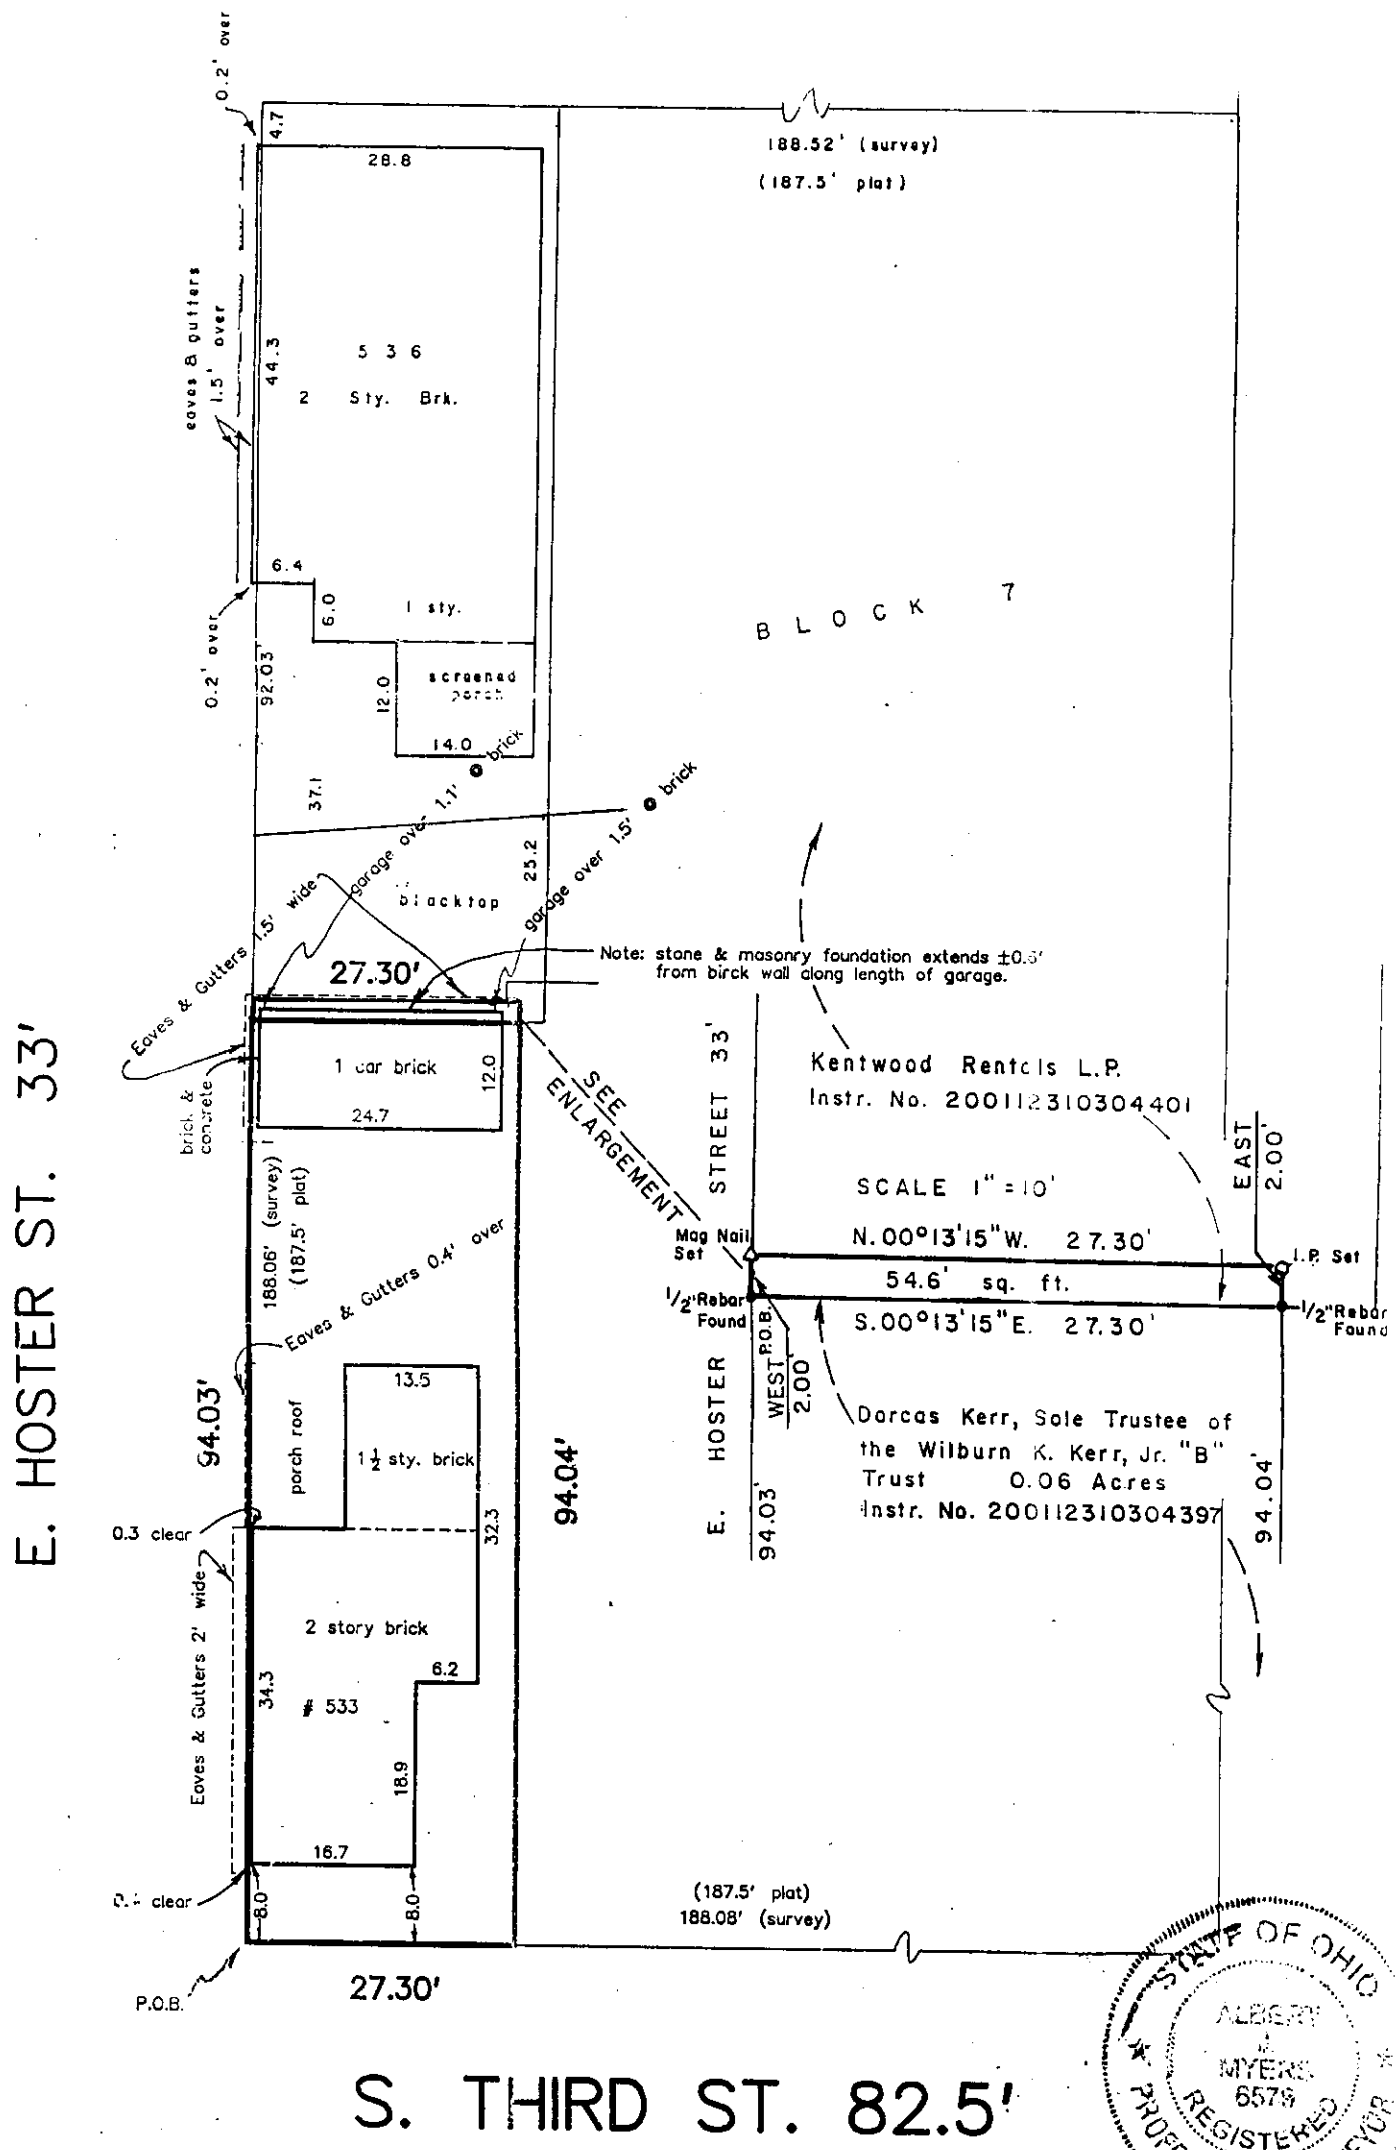 0.2' over
4.7
28.8
188.52' (survey)
(187.5' plat)
eaves & gutters
1.5' over
44.3
5 3 6
2 Sty. Brk.
6.4
6.0
1 sty.
0.2' over
92.03'
12.0
screened
porch
14.0
BLOCK 7
37.1
garage over 1.1' brick
garage over 1.5' brick
25.2
blacktop
Eaves & Gutters 1.5' wide
27.30'
Note: stone & masonry foundation extends
from birck wall along length of garage.
1 car brick
12.0
24.7
brick &
concrete
SEE
ENLARGEMENT
E. HOSTER ST. 33'
188.06' (survey)
(187.5' plat)
Eaves & Gutters 0.4' over
94.03'
E. HOSTER STREET 33'
Kentwood Rentals L.P.
Instr. No. 200112310304401
SCALE 1" = 10'
EAST
2.00'
Mag Nail
Set
N.00°13'15"W. 27.30'
I.P. Set
54.6' sq. ft.
1/2" Rebar
Found
S.00°13'15"E. 27.30'
1/2" Rebar
Found
P.O.B.
WEST
2.00'
Dorcas Kerr, Sole Trustee of
the Wilburn K. Kerr, Jr. "B"
Trust 0.06 Acres
Instr. No. 200112310304397
94.03'
94.04'
13.5
porch roof
1½ sty. brick
94.04'
0.3 clear
32.3
Eaves & Gutters 2' wide
2 story brick
6.2
34.3
# 533
18.9
16.7
clear
8.0
8.0
(187.5' plat)
188.08' (survey)
P.O.B.
27.30'
S. THIRD ST. 82.5'
STATE OF OHIO
ALBERT
MYERS
REGISTERED